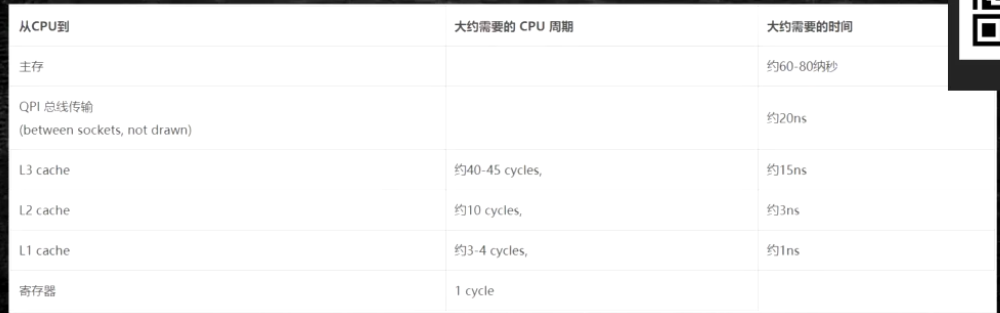 从CPU到 大约需要的 CPU 周期 大约需要的时间
主存 约60-80纳秒
QPI 总线传输
(between sockets, not drawn) 约20ns
L3 cache 约40-45 cycles, 约15ns
L2 cache 约10 cycles, 约3ns
L1 cache 约3-4 cycles, 约1ns
寄存器 1 cycle